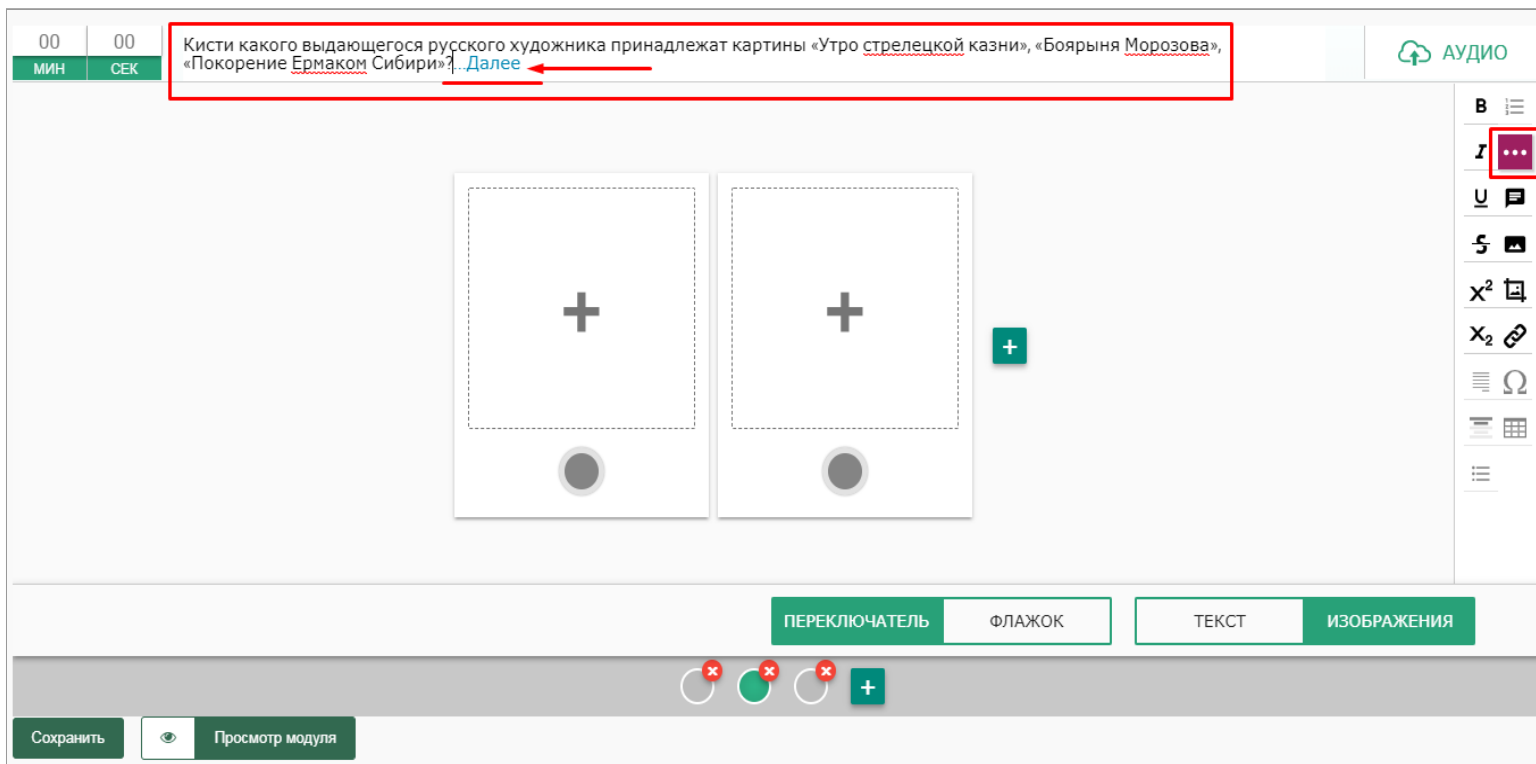 00 00
МИН СЕК
Кисти какого выдающегося русского художника принадлежат картины «Утро стрелецкой казни», «Боярыня Морозова»,
«Покорение Ермаком Сибири»?...Далее
АУДИО
B
I
U
S
X²
X₂
Ω
ПЕРЕКЛЮЧАТЕЛЬ ФЛАЖОК ТЕКСТ ИЗОБРАЖЕНИЯ
Сохранить Просмотр модуля